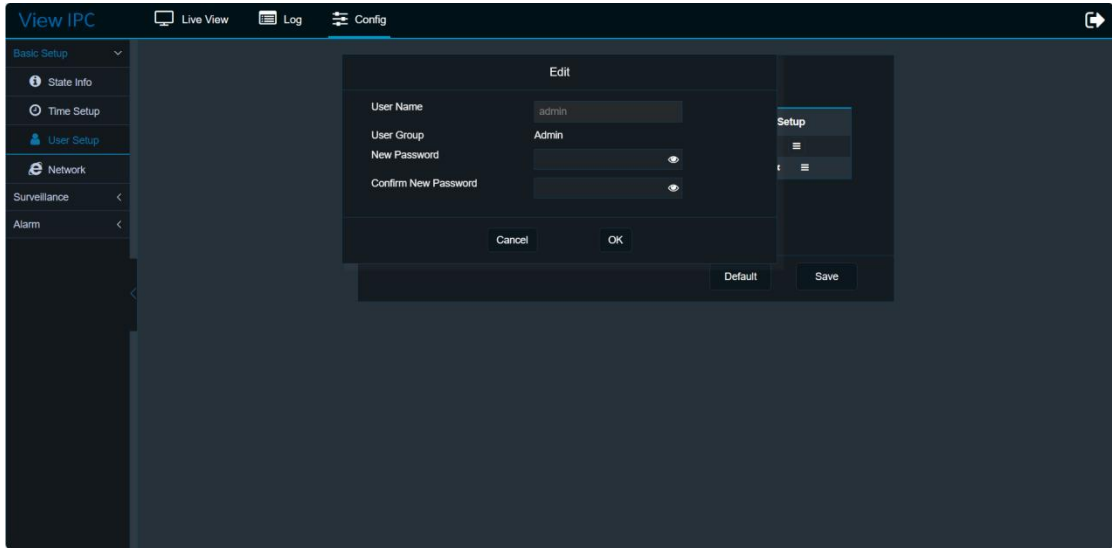 View IPC
Live View
Log
Config
Basic Setup
State Info
Time Setup
User Setup
Network
Surveillance
Alarm
Edit
User Name
admin
User Group
Admin
New Password
Confirm New Password
Cancel
OK
Setup
Default
Save